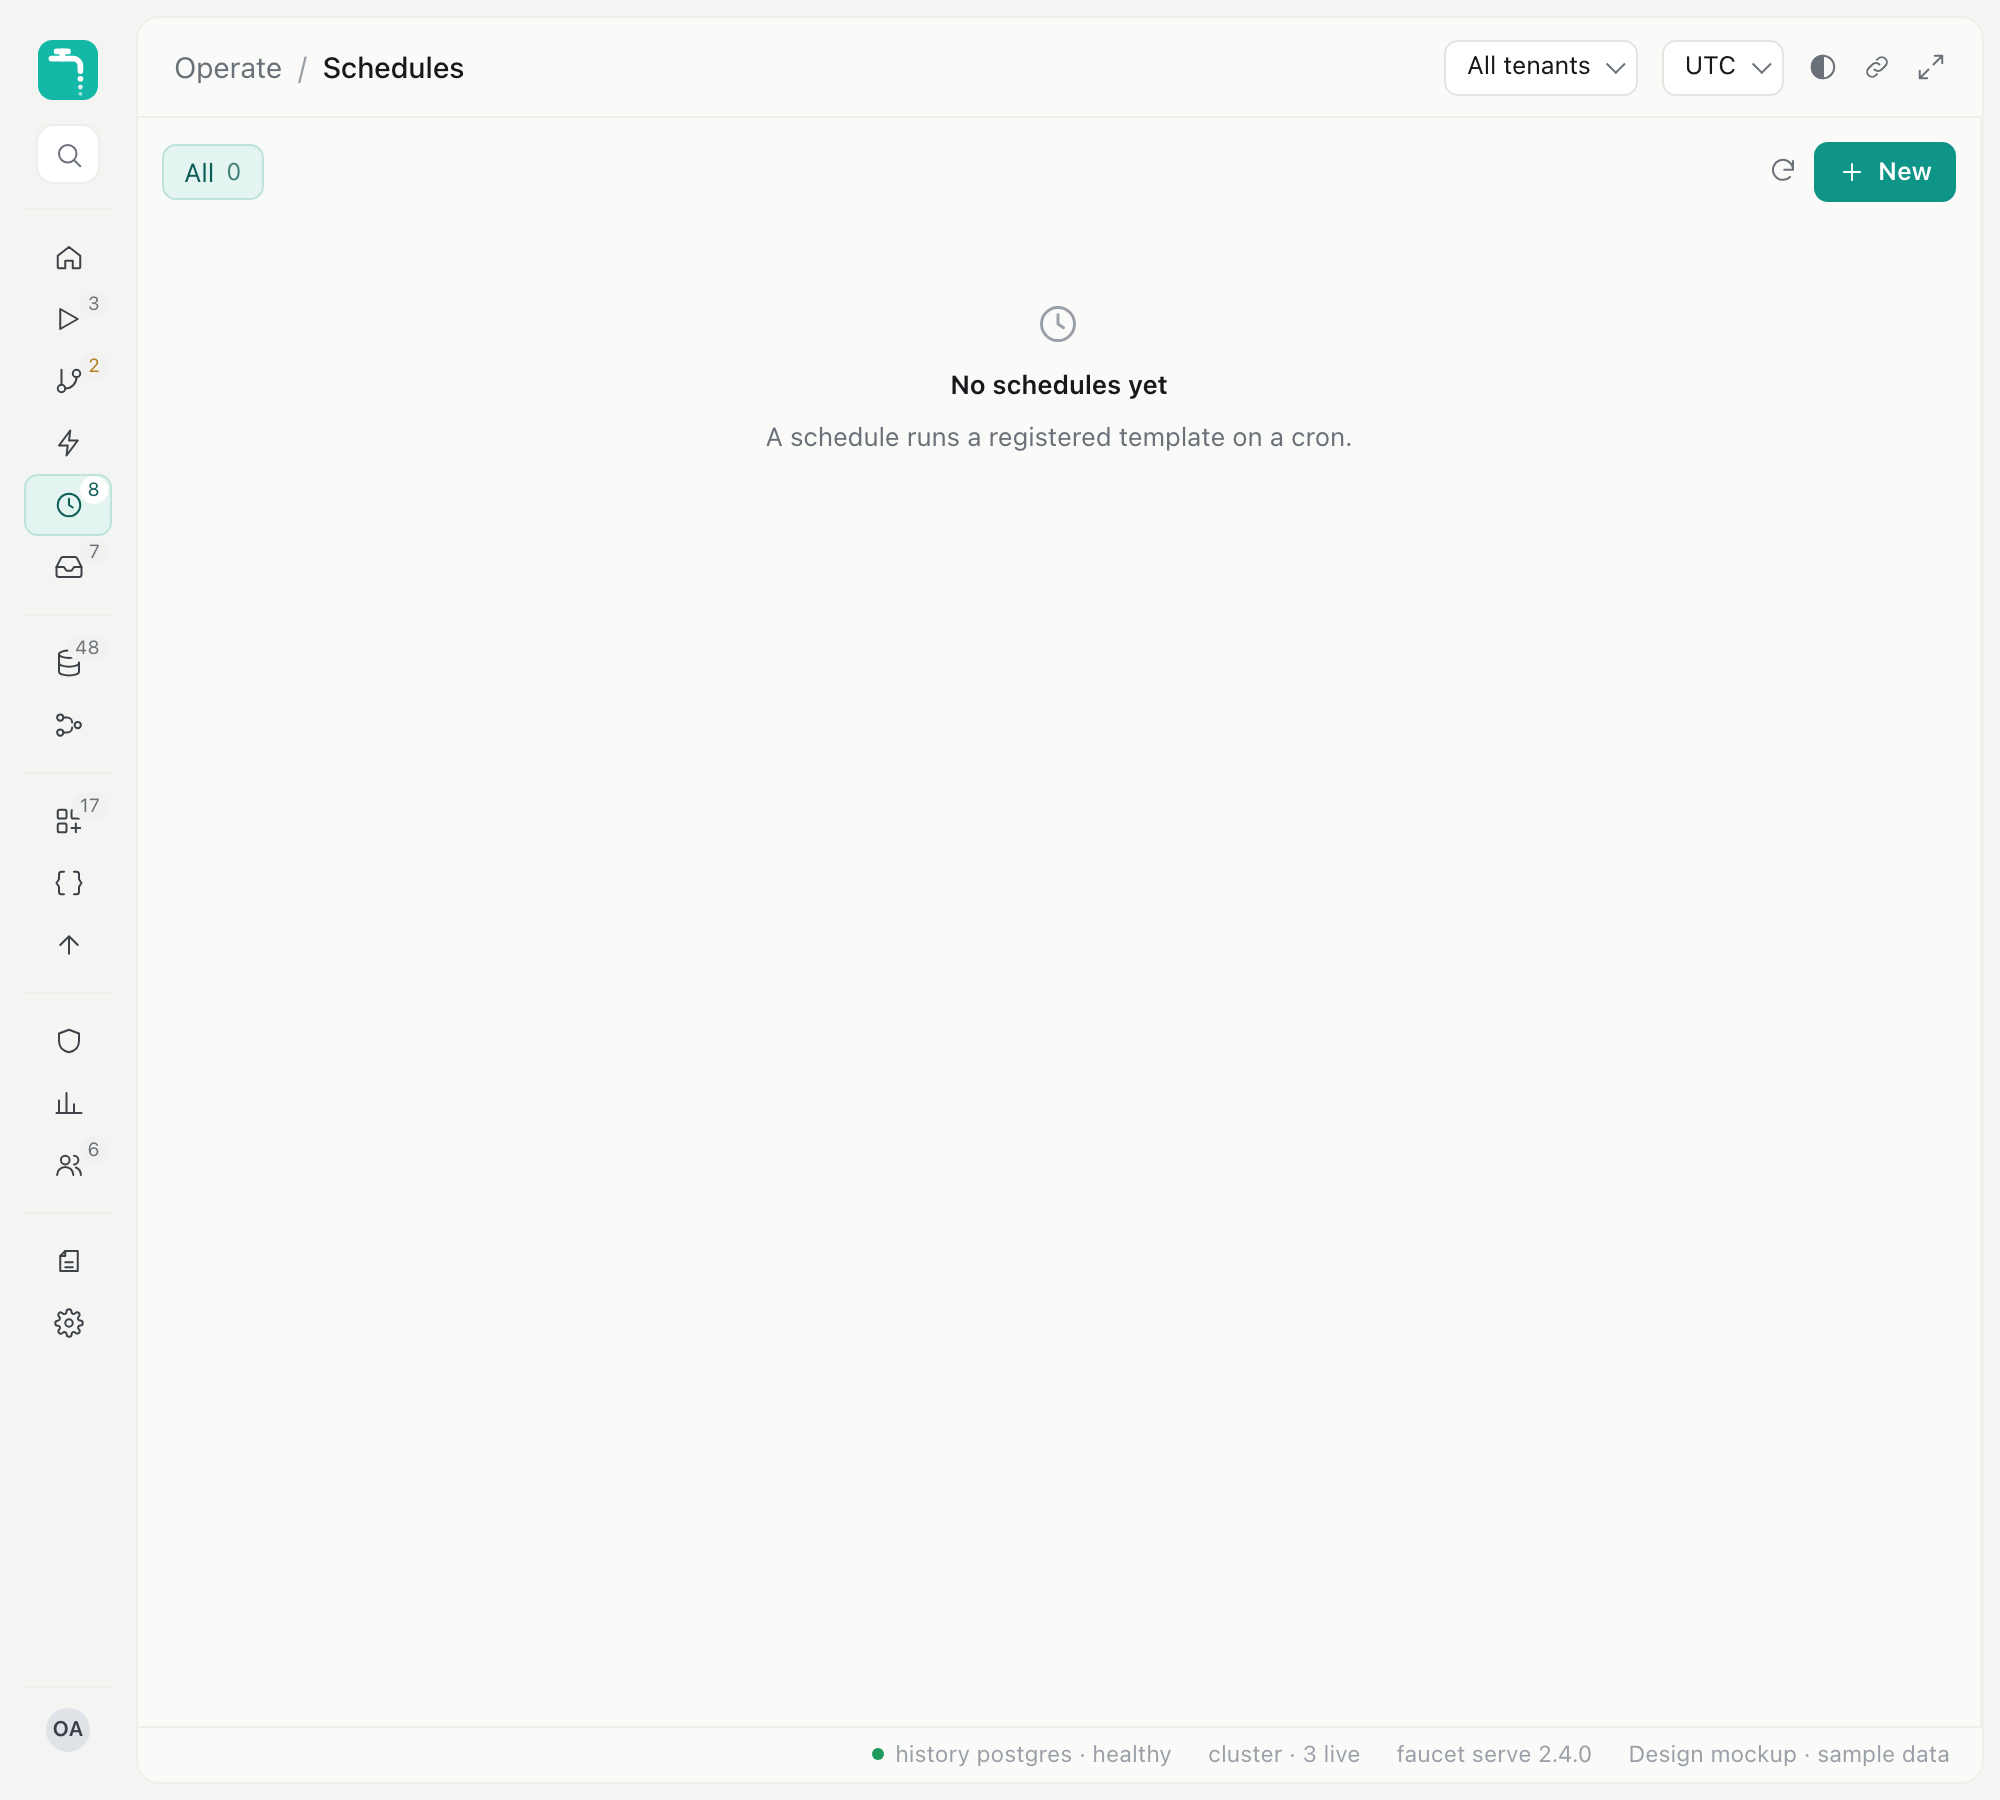 Operate / Schedules
All tenants
UTC
All 0
New
3
2
8
7
48
17
6
No schedules yet
A schedule runs a registered template on a cron.
OA
history postgres · healthy
cluster · 3 live
faucet serve 2.4.0
Design mockup · sample data